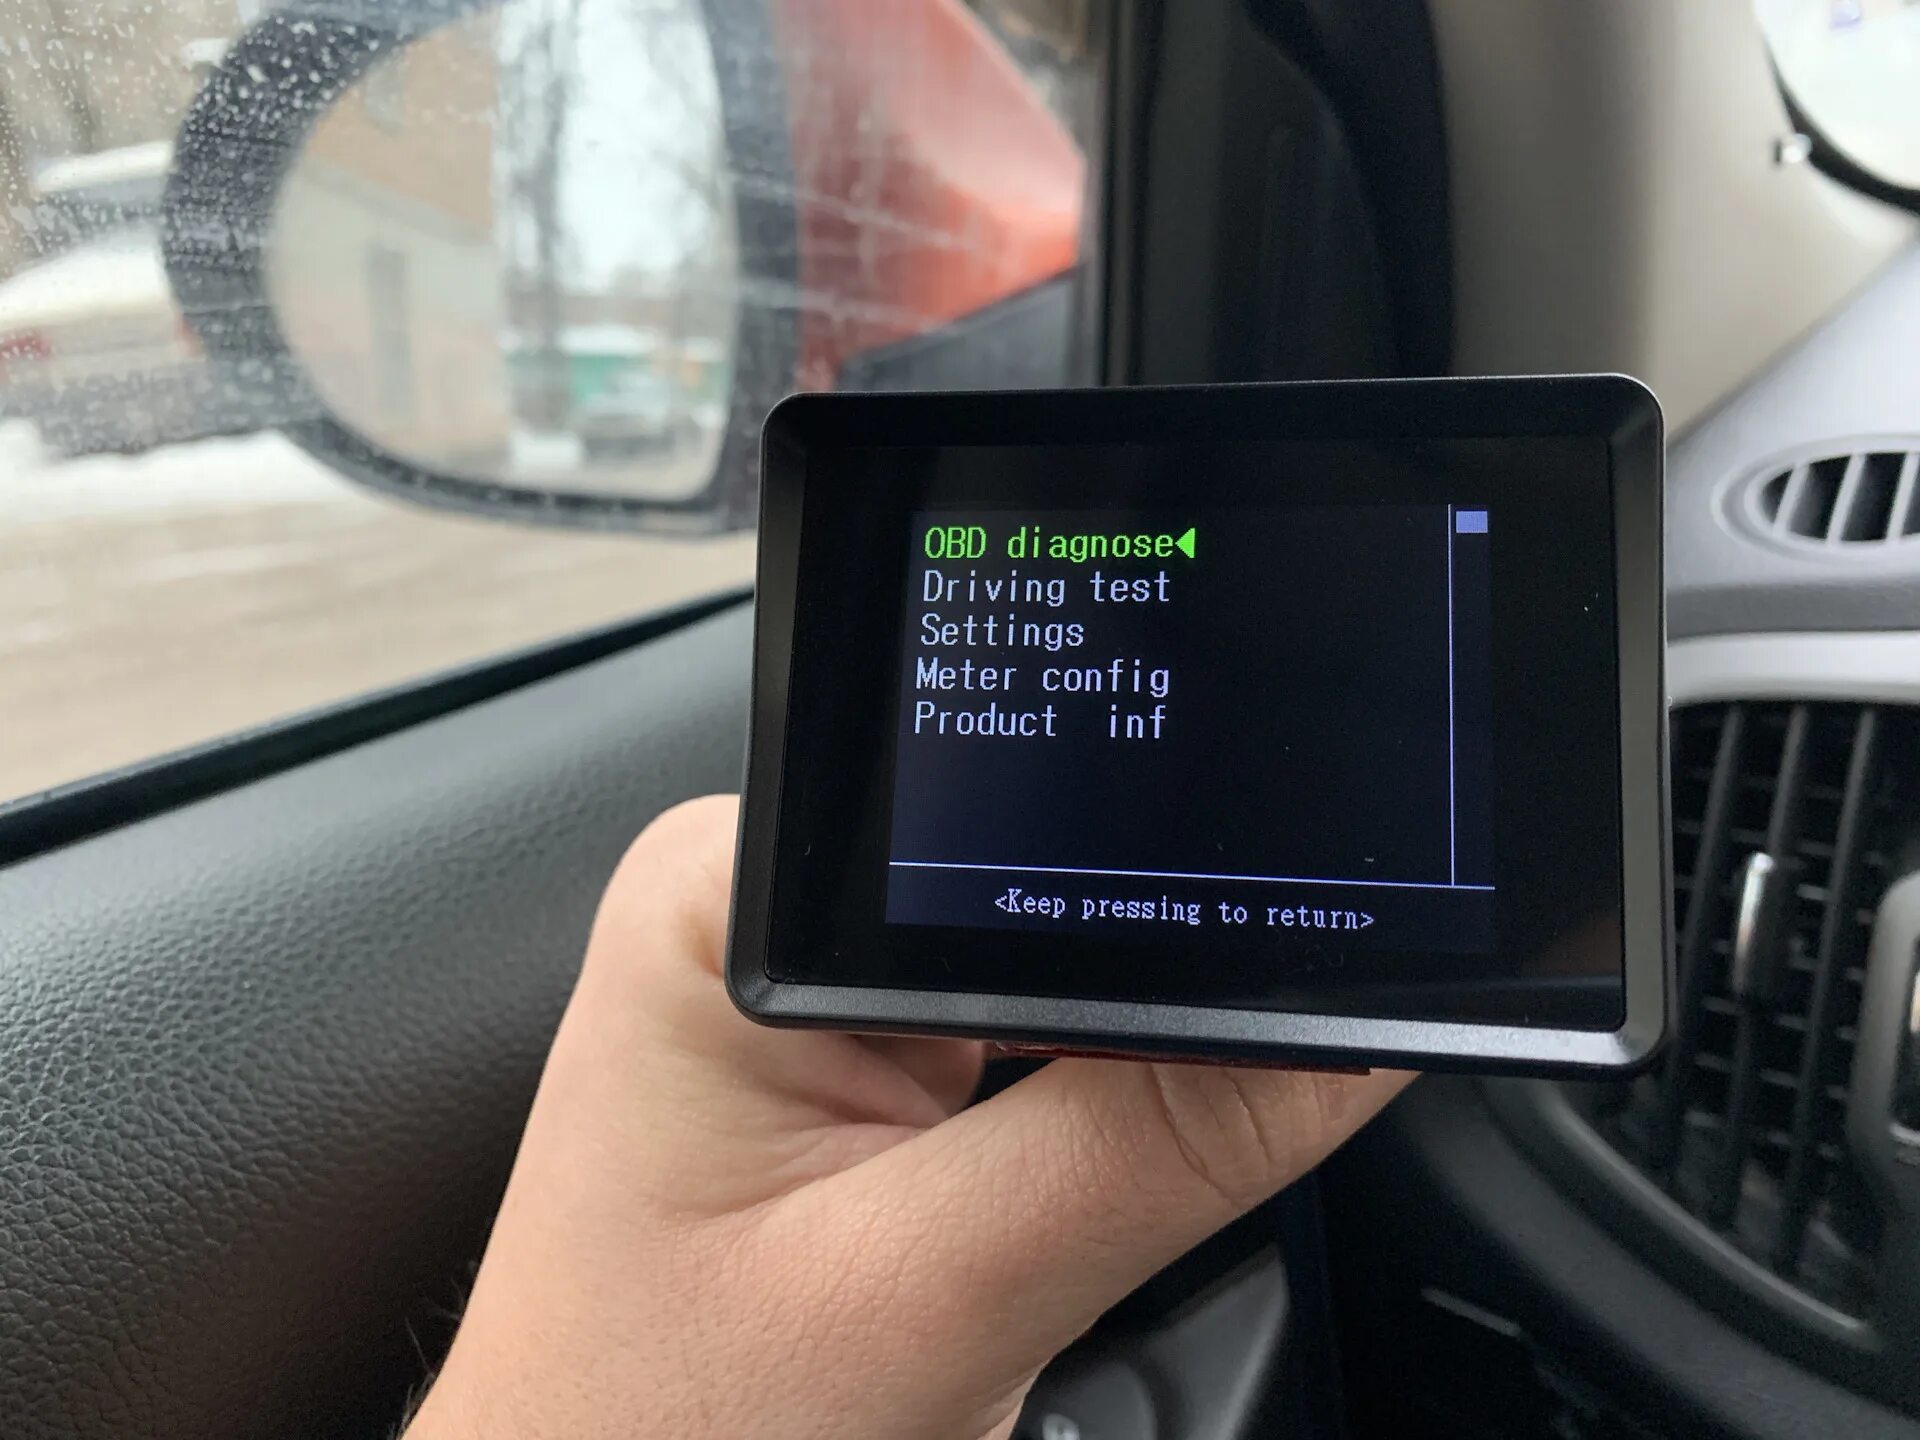 OBD diagnose◀
Driving test
Settings
Meter config
Product  inf
<Keep pressing to return>